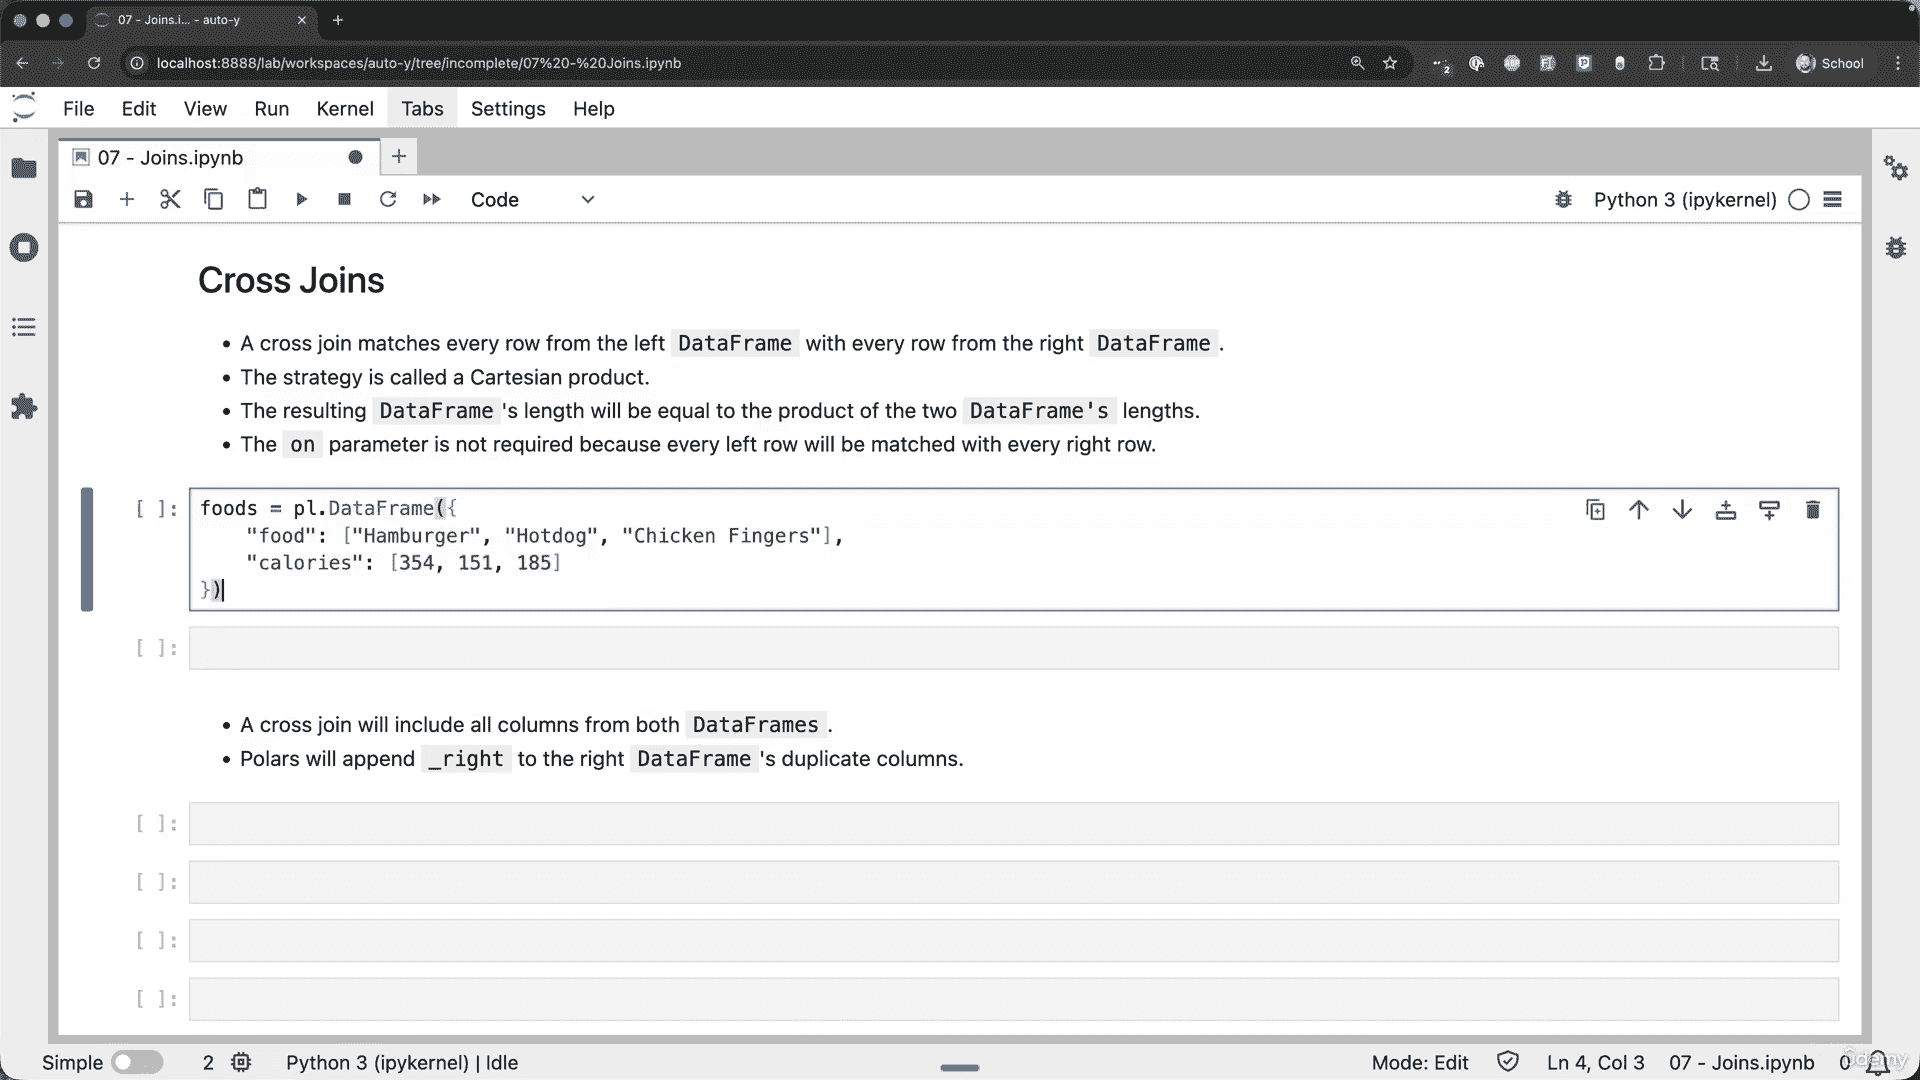 07 - Joins.i... - auto-y
localhost:8888/lab/workspaces/auto-y/tree/incomplete/07%20-%20Joins.ipynb
2
School
File Edit View Run Kernel Tabs Settings Help
07 - Joins.ipynb
Code
Python 3 (ipykernel)
Cross Joins
• A cross join matches every row from the left DataFrame with every row from the right DataFrame.
• The strategy is called a Cartesian product.
• The resulting DataFrame's length will be equal to the product of the two DataFrame's lengths.
• The on parameter is not required because every left row will be matched with every right row.
[ ]: foods = pl.DataFrame({
"food": ["Hamburger", "Hotdog", "Chicken Fingers"],
"calories": [354, 151, 185]
})
[ ]:
• A cross join will include all columns from both DataFrames.
• Polars will append _right to the right DataFrame's duplicate columns.
[ ]:
[ ]:
[ ]:
[ ]:
Simple 2 Python 3 (ipykernel) | Idle Mode: Edit Ln 4, Col 3 07 - Joins.ipynb 0